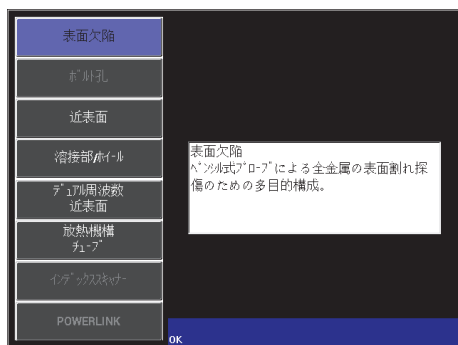 表面欠陥
ﾎﾞﾙﾄ孔
近表面
溶接部/ﾎｲｰﾙ
ﾃﾞｭｱﾙ周波数
近表面
放熱機構
ﾁｭｰﾌﾞ
ｲﾝﾃﾞｯｸｽｽｷｬﾅｰ
POWERLINK
表面欠陥
ﾍﾟﾝｼﾙ式ﾌﾟﾛｰﾌﾞによる全金属の表面割れ探
傷のための多目的構成。
OK